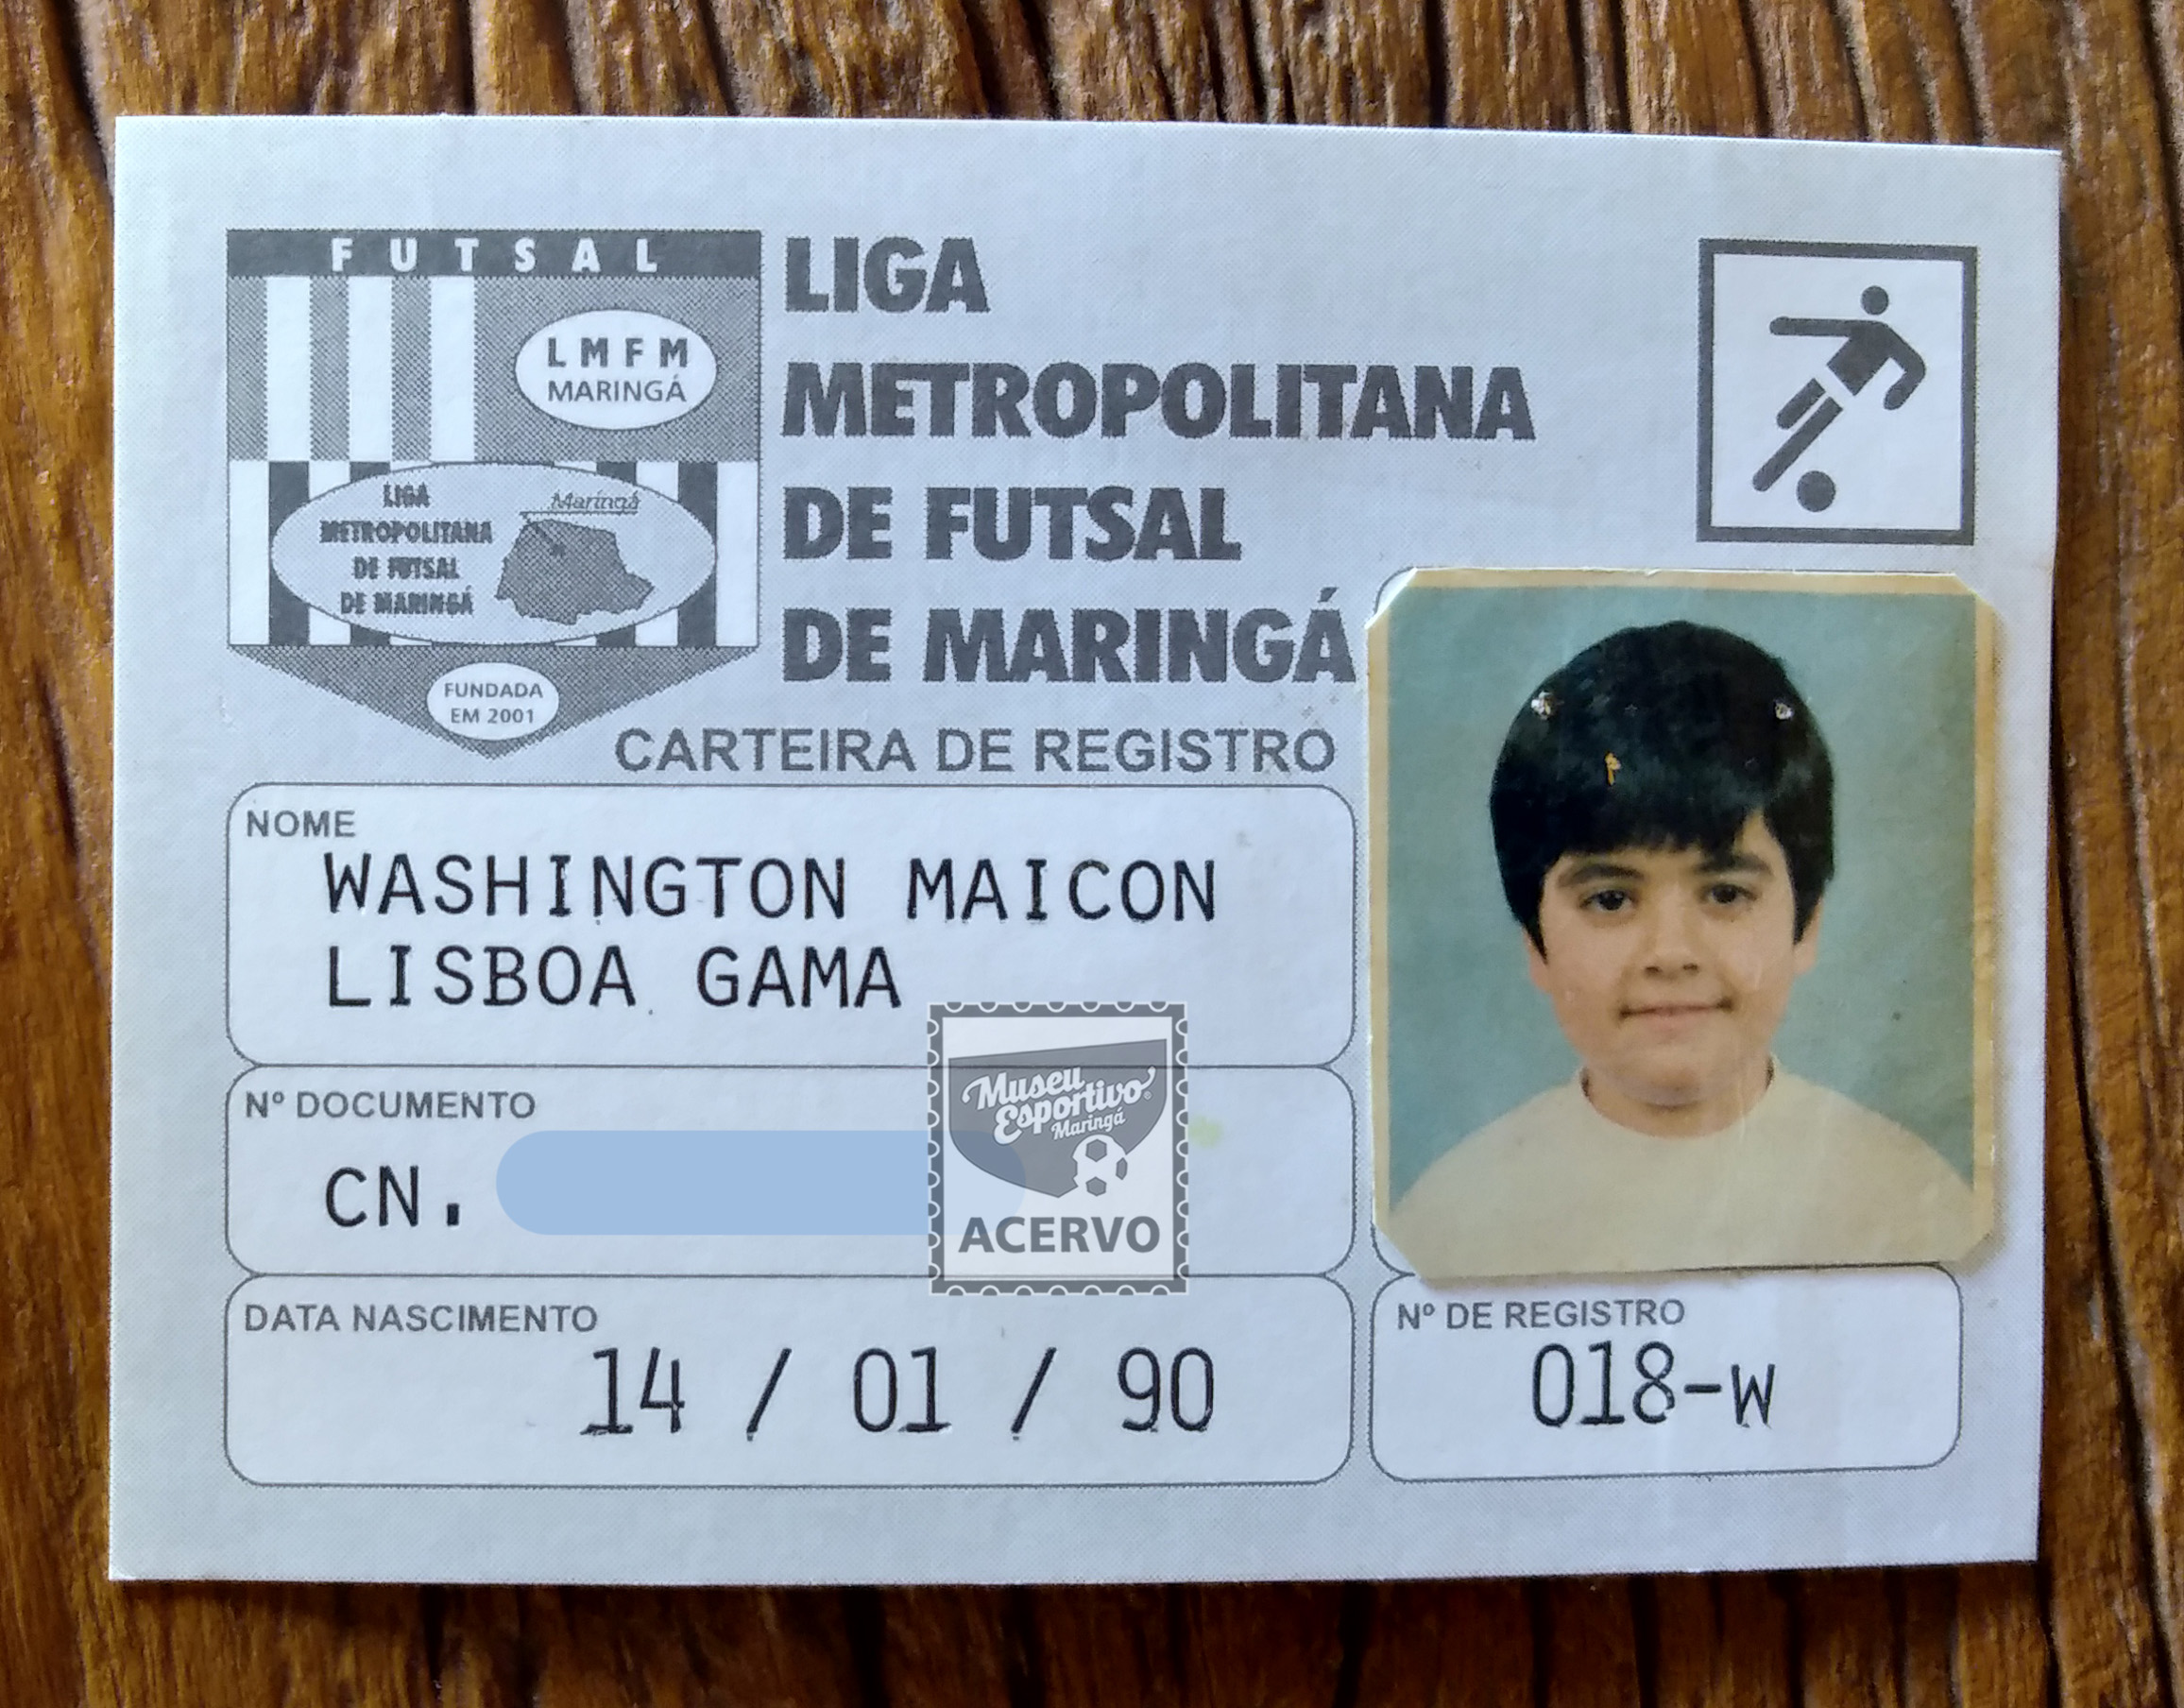 FUTSAL
LMFM
MARINGÁ
LIGA
METROPOLITANA
DE FUTSAL
DE MARINGÁ
Maringá
FUNDADA
EM 2001
LIGA
METROPOLITANA
DE FUTSAL
DE MARINGÁ
CARTEIRA DE REGISTRO
NOME
WASHINGTON MAICON
LISBOA GAMA
Nº DOCUMENTO
CN.
Museu
Esportivo
Maringá
ACERVO
DATA NASCIMENTO
14 / 01 / 90
Nº DE REGISTRO
018-W